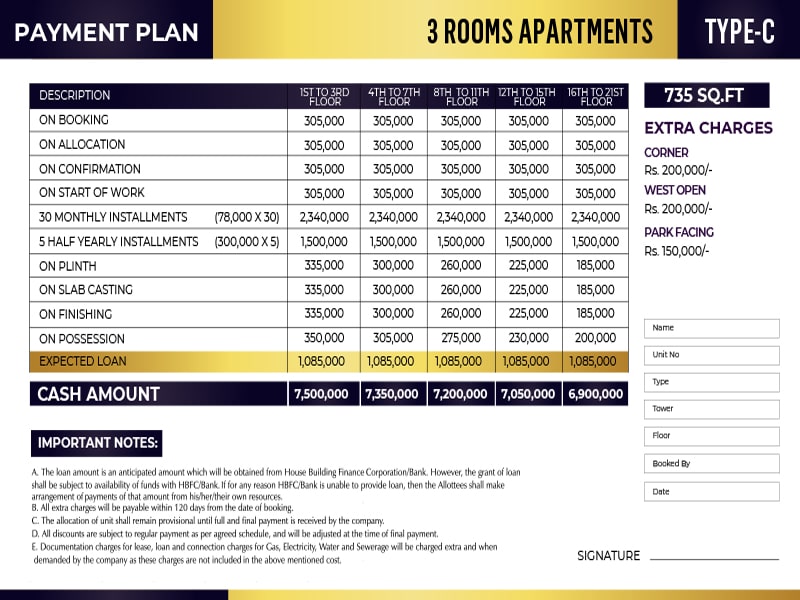 PAYMENT PLAN
3 ROOMS APARTMENTS
TYPE-C
DESCRIPTION 1ST TO 3RD FLOOR 4TH TO 7TH FLOOR 8TH TO 11TH FLOOR 12TH TO 15TH FLOOR 16TH TO 21ST FLOOR
ON BOOKING 305,000 305,000 305,000 305,000 305,000
ON ALLOCATION 305,000 305,000 305,000 305,000 305,000
ON CONFIRMATION 305,000 305,000 305,000 305,000 305,000
ON START OF WORK 305,000 305,000 305,000 305,000 305,000
30 MONTHLY INSTALLMENTS (78,000 X 30) 2,340,000 2,340,000 2,340,000 2,340,000 2,340,000
5 HALF YEARLY INSTALLMENTS (300,000 X 5) 1,500,000 1,500,000 1,500,000 1,500,000 1,500,000
ON PLINTH 335,000 300,000 260,000 225,000 185,000
ON SLAB CASTING 335,000 300,000 260,000 225,000 185,000
ON FINISHING 335,000 300,000 260,000 225,000 185,000
ON POSSESSION 350,000 305,000 275,000 230,000 200,000
EXPECTED LOAN 1,085,000 1,085,000 1,085,000 1,085,000 1,085,000
CASH AMOUNT 7,500,000 7,350,000 7,200,000 7,050,000 6,900,000
735 SQ.FT
EXTRA CHARGES
CORNER
Rs. 200,000/-
WEST OPEN
Rs. 200,000/-
PARK FACING
Rs. 150,000/-
Name
Unit No
Type
Tower
Floor
Booked By
Date
IMPORTANT NOTES:
A. The loan amount is an anticipated amount which will be obtained from House Building Finance Corporation/Bank. However, the grant of loan
shall be subject to availability of funds with HBFC/Bank. If for any reason HBFC/Bank is unable to provide loan, then the Allottees shall make
arrangement of payments of that amount from his/her/their own resources.
B. All extra charges will be payable within 120 days from the date of booking.
C. The allocation of unit shall remain provisional until full and final payment is received by the company.
D. All discounts are subject to regular payment as per agreed schedule, and will be adjusted at the time of final payment.
E. Documentation charges for lease, loan and connection charges for Gas, Electricity, Water and Sewerage will be charged extra and when
demanded by the company as these charges are not included in the above mentioned cost.
SIGNATURE